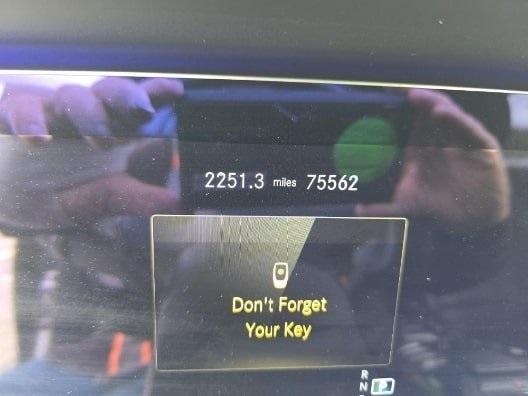 2251.3 miles 75562
Don't Forget
Your Key
R
N P